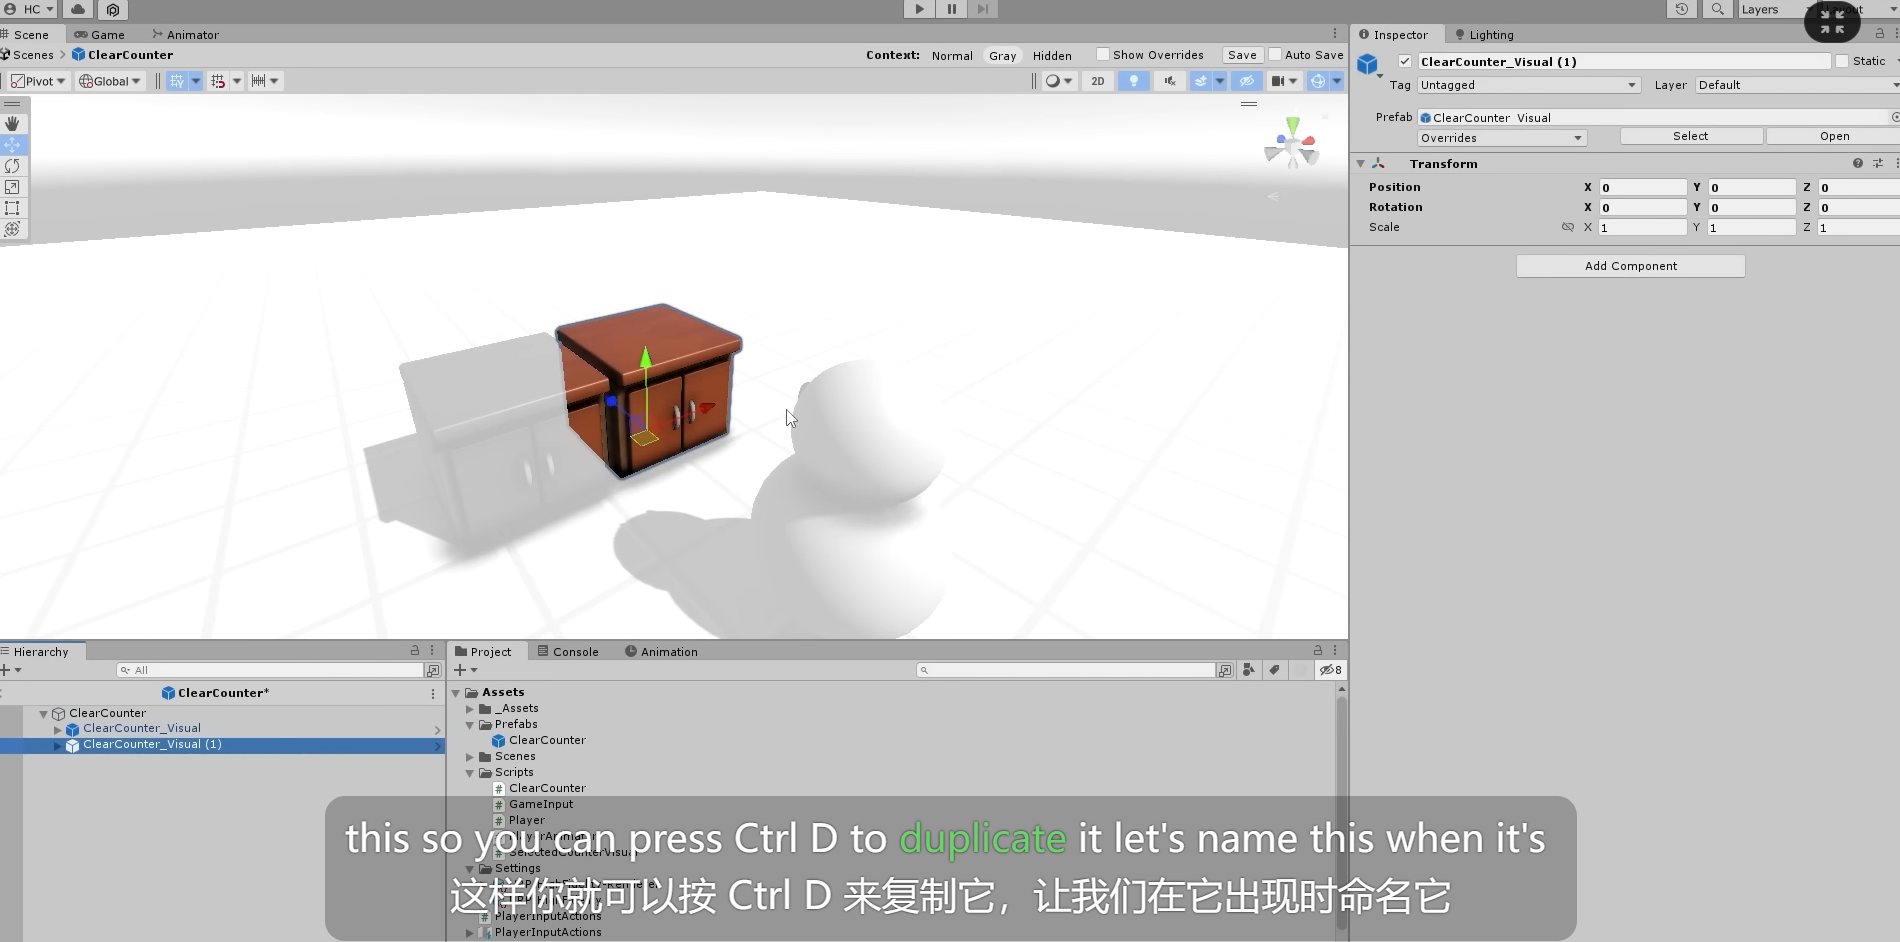 HC
Layers
Layout
Scene
Game
Animator
Inspector
Lighting
Scenes
ClearCounter
Context:
Normal
Gray
Hidden
Show Overrides
Save
Auto Save
ClearCounter_Visual (1)
Static
Pivot
Global
2D
Tag
Untagged
Layer
Default
Prefab
ClearCounter Visual
Overrides
Select
Open
Transform
Position X 0 Y 0 Z 0
Rotation X 0 Y 0 Z 0
Scale X 1 Y 1 Z 1
Add Component
Hierarchy
All
ClearCounter*
ClearCounter
ClearCounter_Visual
ClearCounter_Visual (1)
Project
Console
Animation
8
Assets
_Assets
Prefabs
ClearCounter
Scenes
Scripts
ClearCounter
GameInput
Player
SelectedCounterVisual
Settings
PlayerInputActions
PlayerInputActions
this so you can press Ctrl D to duplicate it let's name this when it's
这样你就可以按 Ctrl D 来复制它，让我们在它出现时命名它